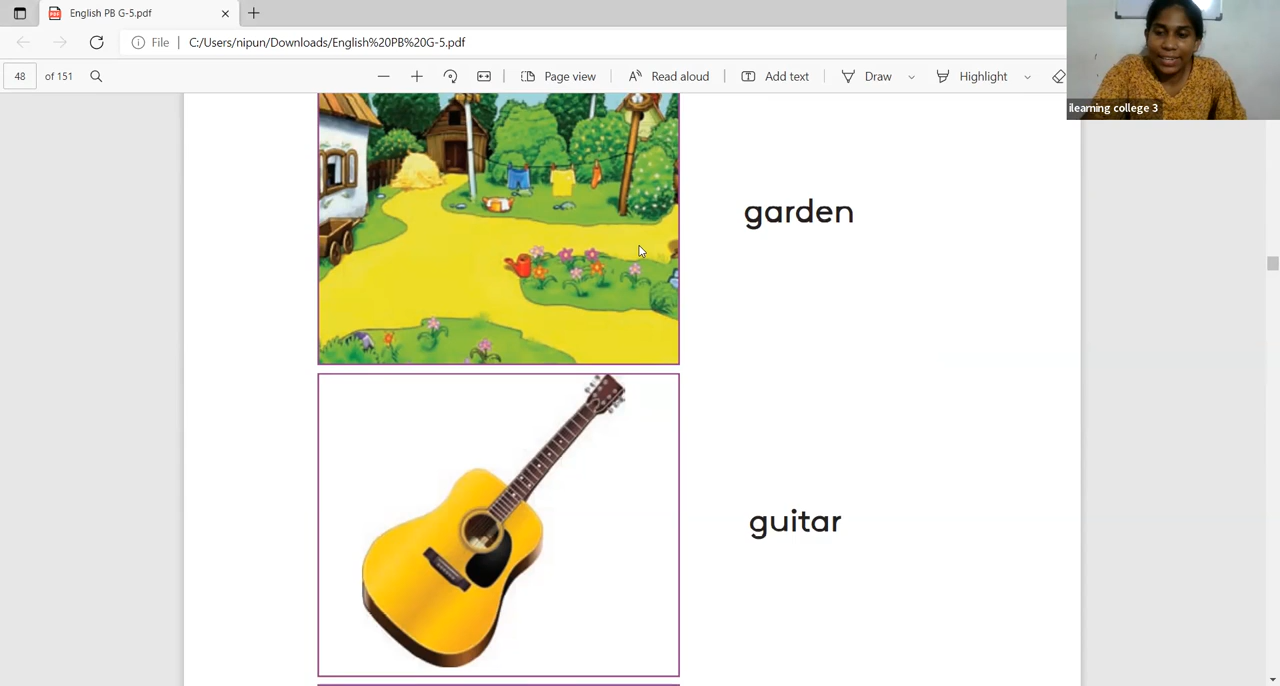 English PB G-5.pdf
File C:/Users/nipun/Downloads/English%20PB%20G-5.pdf
48 of 151 Page view Read aloud Add text Draw Highlight
ilearning college 3
garden
guitar